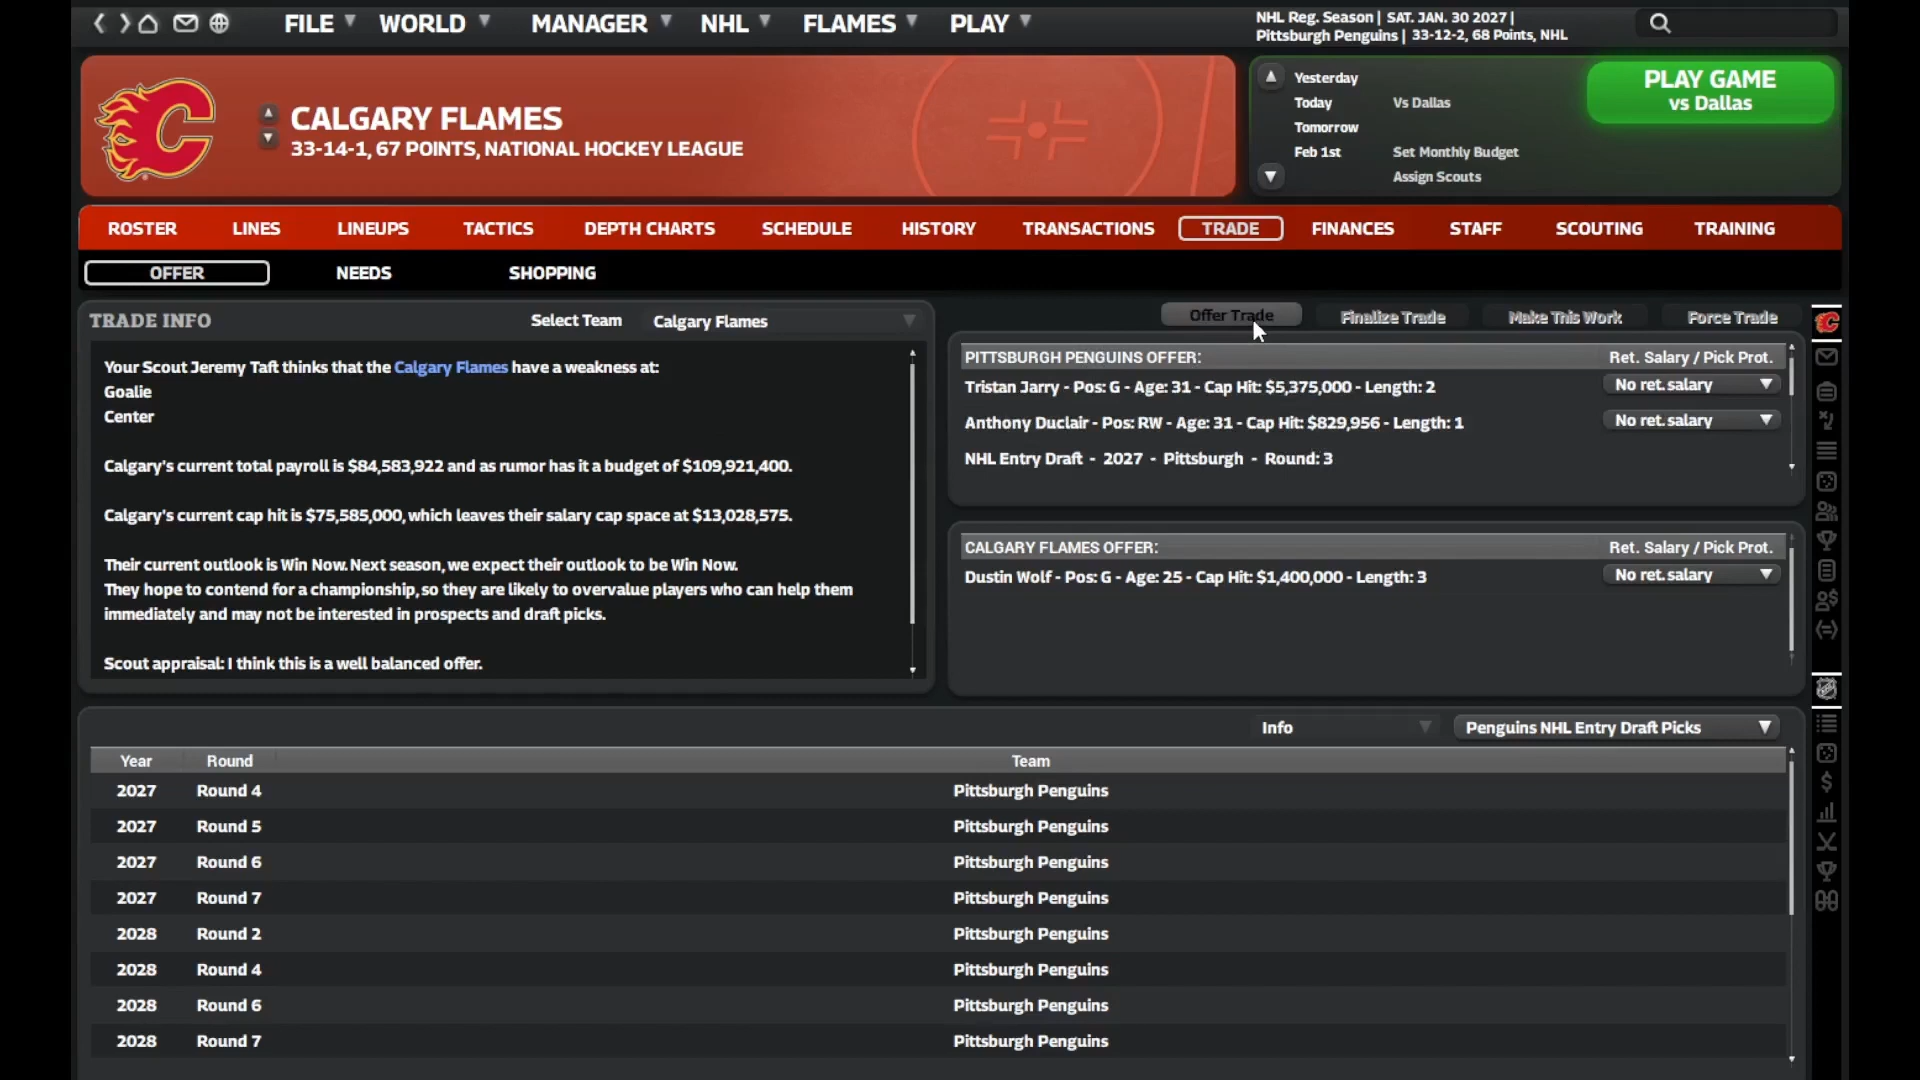 FILE WORLD MANAGER NHL FLAMES PLAY
NHL Reg. Season | SAT. JAN. 30 2027 |
Pittsburgh Penguins | 33-12-2, 68 Points, NHL
CALGARY FLAMES
33-14-1, 67 POINTS, NATIONAL HOCKEY LEAGUE
Yesterday
Today Vs Dallas
Tomorrow
Feb 1st Set Monthly Budget
Assign Scouts
PLAY GAME
vs Dallas
ROSTER LINES LINEUPS TACTICS DEPTH CHARTS SCHEDULE HISTORY TRANSACTIONS TRADE FINANCES STAFF SCOUTING TRAINING
OFFER NEEDS SHOPPING
TRADE INFO Select Team Calgary Flames
Your Scout Jeremy Taft thinks that the Calgary Flames have a weakness at:
Goalie
Center
Calgary's current total payroll is $84,583,922 and as rumor has it a budget of $109,921,400.
Calgary's current cap hit is $75,585,000, which leaves their salary cap space at $13,028,575.
Their current outlook is Win Now. Next season, we expect their outlook to be Win Now.
They hope to contend for a championship, so they are likely to overvalue players who can help them
immediately and may not be interested in prospects and draft picks.
Scout appraisal: I think this is a well balanced offer.
Offer Trade Finalize Trade Make This Work Force Trade
PITTSBURGH PENGUINS OFFER: Ret. Salary / Pick Prot.
Tristan Jarry - Pos: G - Age: 31 - Cap Hit: $5,375,000 - Length: 2 No ret. salary
Anthony Duclair - Pos: RW - Age: 31 - Cap Hit: $829,956 - Length: 1 No ret. salary
NHL Entry Draft - 2027 - Pittsburgh - Round: 3
CALGARY FLAMES OFFER: Ret. Salary / Pick Prot.
Dustin Wolf - Pos: G - Age: 25 - Cap Hit: $1,400,000 - Length: 3 No ret. salary
Info Penguins NHL Entry Draft Picks
Year Round Team
2027 Round 4 Pittsburgh Penguins
2027 Round 5 Pittsburgh Penguins
2027 Round 6 Pittsburgh Penguins
2027 Round 7 Pittsburgh Penguins
2028 Round 2 Pittsburgh Penguins
2028 Round 4 Pittsburgh Penguins
2028 Round 6 Pittsburgh Penguins
2028 Round 7 Pittsburgh Penguins